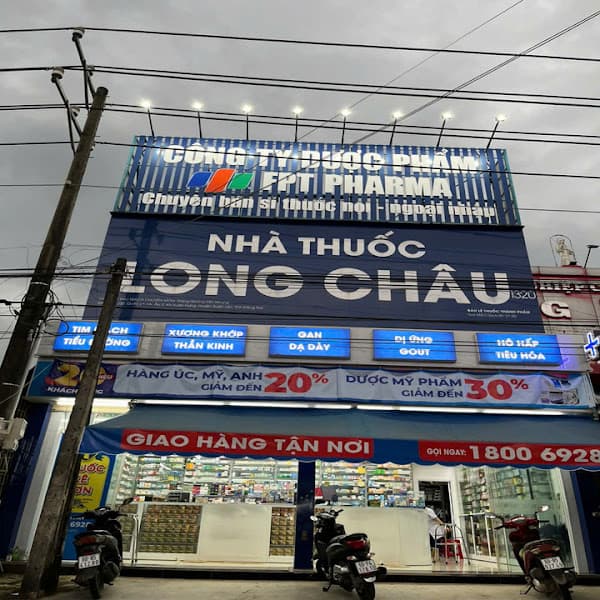 CÔNG TY DƯỢC PHẨM
FPT PHARMA
Chuyên bán sỉ thuốc nội - ngoại nhập
NHÀ THUỐC
LONG CHÂU
1320
TIM MẠCH
TIỂU ĐƯỜNG
XƯƠNG KHỚP
THẦN KINH
GAN
DẠ DÀY
DỊ ỨNG
GOUT
HÔ HẤP
TIÊU HÓA
HÀNG ÚC, MỸ, ANH
GIẢM ĐẾN 20%
DƯỢC MỸ PHẨM
GIẢM ĐẾN 30%
GIAO HÀNG TẬN NƠI
GỌI NGAY: 1800 6928